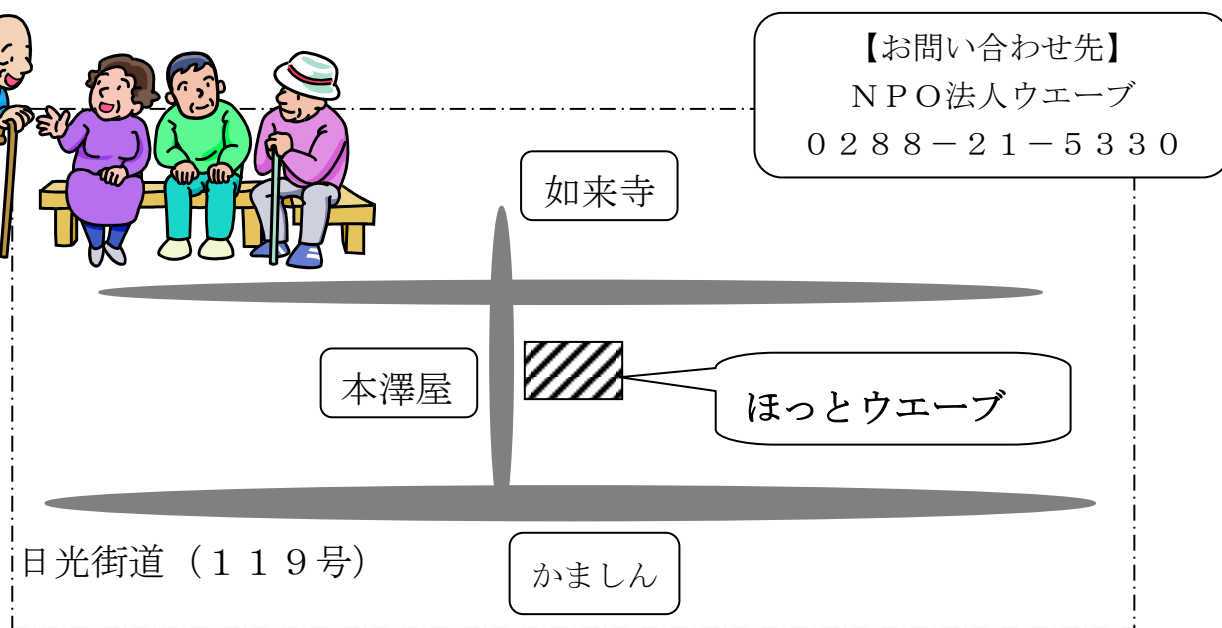 【お問い合わせ先】
ＮＰＯ法人ウエーブ
０２８８－２１－５３３０
如来寺
本澤屋
ほっとウエーブ
日光街道（１１９号）
かましん